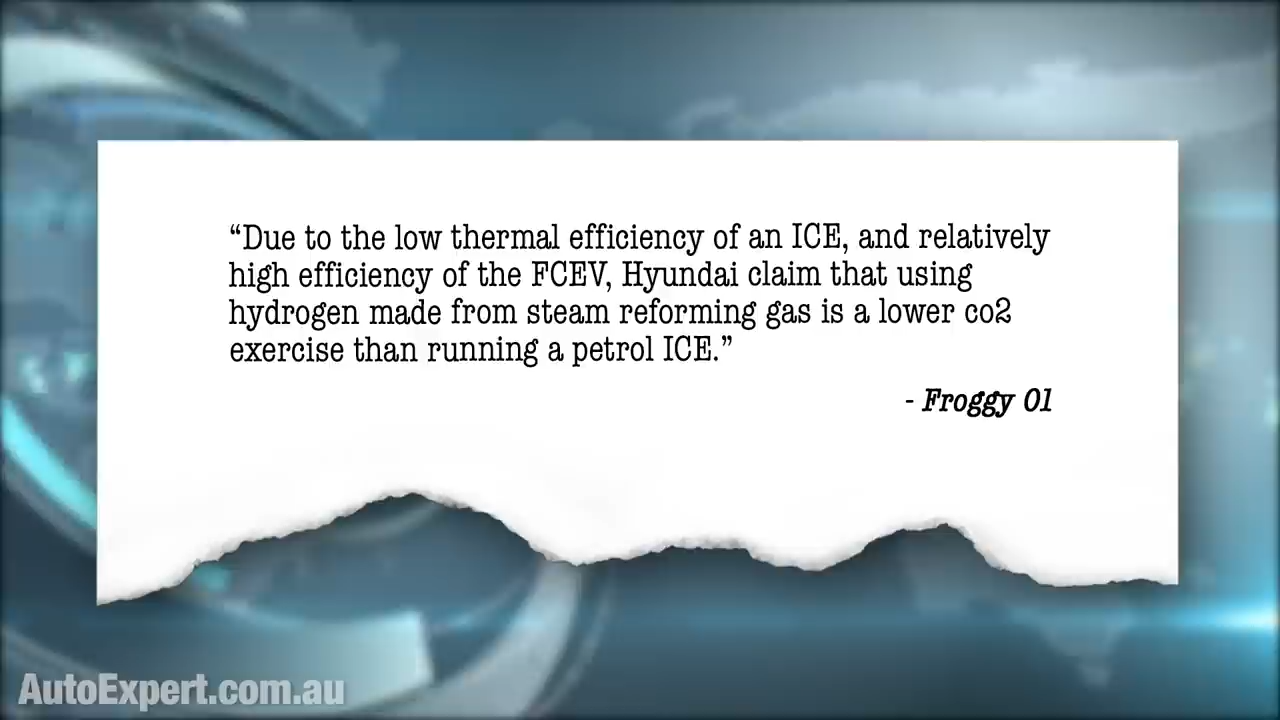 “Due to the low thermal efficiency of an ICE, and relatively
high efficiency of the FCEV, Hyundai claim that using
hydrogen made from steam reforming gas is a lower co2
exercise than running a petrol ICE.”
- Froggy 01
AutoExpert.com.au